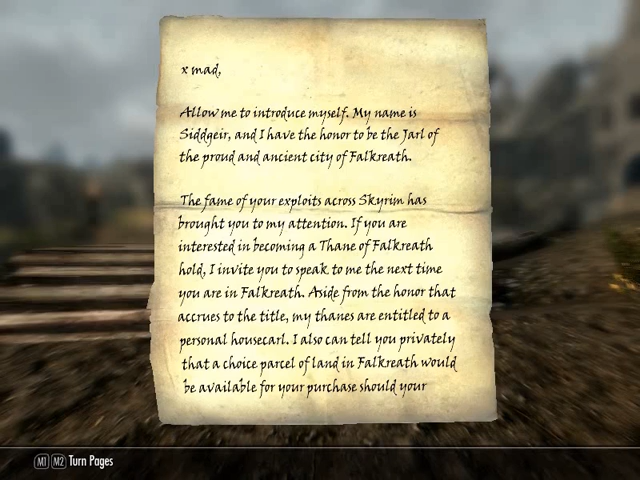 x mad,
Allow me to introduce myself. My name is
Siddgeir, and I have the honor to be the Jarl of
the proud and ancient city of Falkreath.
The fame of your exploits across Skyrim has
brought you to my attention. If you are
interested in becoming a Thane of Falkreath
hold, I invite you to speak to me the next time
you are in Falkreath. Aside from the honor that
accrues to the title, my thanes are entitled to a
personal housecarl. I also can tell you privately
that a choice parcel of land in Falkreath would
be available for your purchase should your
M1 M2 Turn Pages